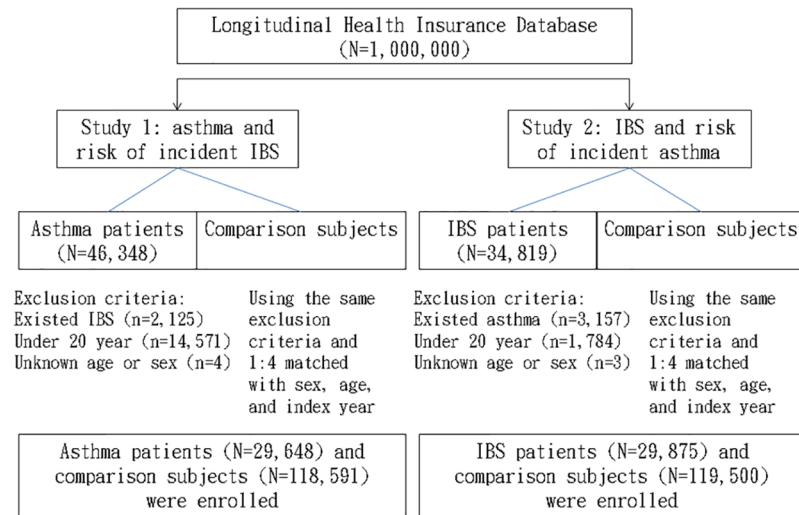 Longitudinal Health Insurance Database
(N=1,000,000)
Study 1: asthma and
risk of incident IBS
Study 2: IBS and risk
of incident asthma
Asthma patients
(N=46,348)
Comparison subjects
IBS patients
(N=34,819)
Comparison subjects
Exclusion criteria:
Existed IBS (n=2,125)
Under 20 year (n=14,571)
Unknown age or sex (n=4)
Using the same
exclusion
criteria and
1:4 matched
with sex, age,
and index year
Exclusion criteria:
Existed asthma (n=3,157)
Under 20 year (n=1,784)
Unknown age or sex (n=3)
Using the same
exclusion
criteria and
1:4 matched
with sex, age,
and index year
Asthma patients (N=29,648) and
comparison subjects (N=118,591)
were enrolled
IBS patients (N=29,875) and
comparison subjects (N=119,500)
were enrolled